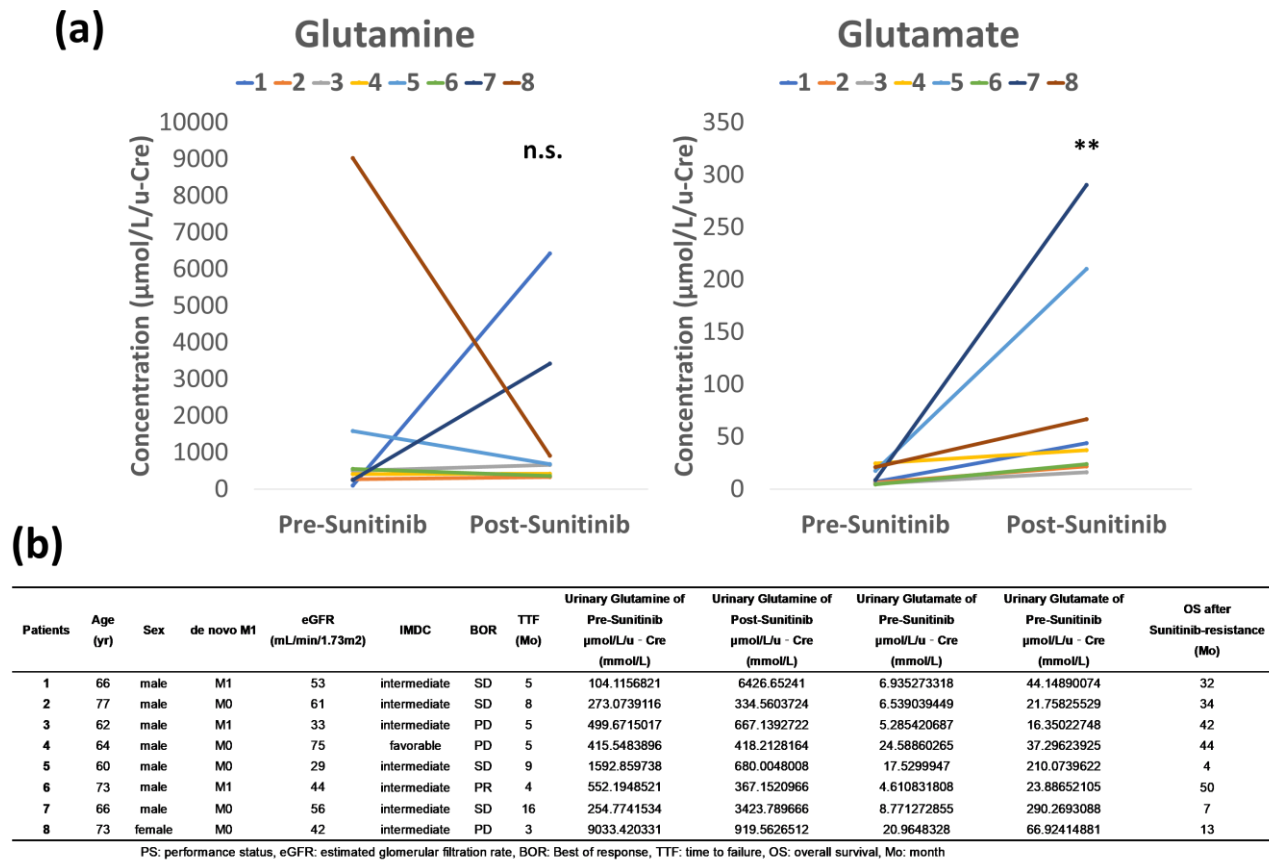 (a)
Glutamine
1 2 3 4 5 6 7 8
Concentration (µmol/L/u-Cre)
10000
9000
8000
7000
6000
5000
4000
3000
2000
1000
0
n.s.
Pre-Sunitinib Post-Sunitinib
Glutamate
1 2 3 4 5 6 7 8
Concentration (µmol/L/u-Cre)
350
300
250
200
150
100
50
0
**
Pre-Sunitinib Post-Sunitinib
(b)
Patients Age (yr) Sex de novo M1 eGFR (mL/min/1.73m2) IMDC BOR TTF (Mo) Urinary Glutamine of Pre-Sunitinib µmol/L/u‐Cre (mmol/L) Urinary Glutamine of Post-Sunitinib µmol/L/u‐Cre (mmol/L) Urinary Glutamate of Pre-Sunitinib µmol/L/u‐Cre (mmol/L) Urinary Glutamate of Pre-Sunitinib µmol/L/u‐Cre (mmol/L) OS after Sunitinib-resistance (Mo)
1 66 male M1 53 intermediate SD 5 104.1156821 6426.65241 6.935273318 44.14890074 32
2 77 male M0 61 intermediate SD 8 273.0739116 334.5603724 6.539039449 21.75825529 34
3 62 male M1 33 intermediate PD 5 499.6715017 667.1392722 5.285420687 16.35022748 42
4 64 male M0 75 favorable PD 5 415.5483896 418.2128164 24.58860265 37.29623925 44
5 60 male M0 29 intermediate SD 9 1592.859738 680.0048008 17.5299947 210.0739622 4
6 73 male M1 44 intermediate PR 4 552.1948521 367.1520966 4.610831808 23.88652105 50
7 66 male M0 56 intermediate SD 16 254.7741534 3423.789666 8.771272855 290.2693088 7
8 73 female M0 42 intermediate PD 3 9033.420331 919.5626512 20.9648328 66.92414881 13
PS: performance status, eGFR: estimated glomerular filtration rate, BOR: Best of response, TTF: time to failure, OS: overall survival, Mo: month